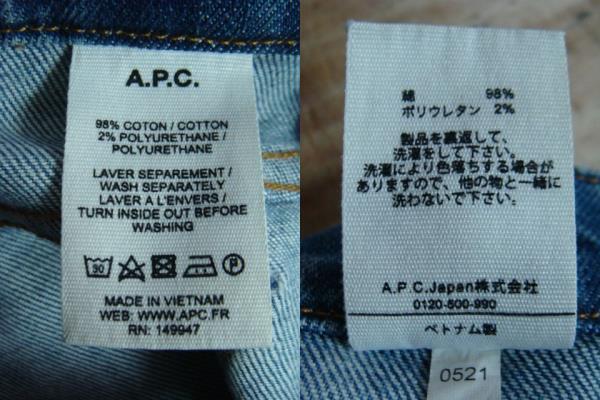 A.P.C.
98% COTON / COTTON
2% POLYURETHANE /
POLYURETHANE
LAVER SEPAREMENT /
WASH SEPARATELY
LAVER A L'ENVERS /
TURN INSIDE OUT BEFORE
WASHING
30
P
MADE IN VIETNAM
WEB: WWW.APC.FR
RN: 149947
綿 98%
ポリウレタン 2%
製品を裏返して、
洗濯をして下さい。
洗濯により色落ちする場合が
ありますので、他の物と一緒に
洗わないで下さい。
A.P.C.Japan株式会社
0120-500-990
ベトナム製
0521